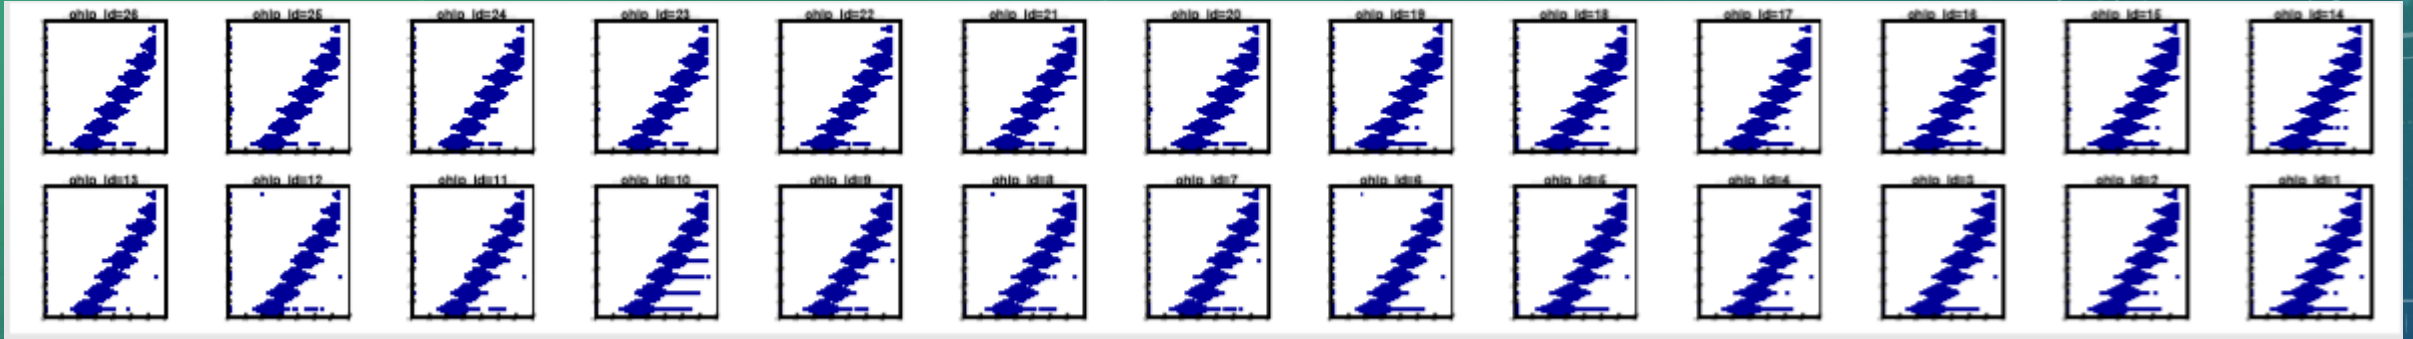 chip_id=26 chip_id=25 chip_id=24 chip_id=23 chip_id=22 chip_id=21 chip_id=20 chip_id=19 chip_id=18 chip_id=17 chip_id=16 chip_id=15 chip_id=14
chip_id=13 chip_id=12 chip_id=11 chip_id=10 chip_id=9 chip_id=8 chip_id=7 chip_id=6 chip_id=5 chip_id=4 chip_id=3 chip_id=2 chip_id=1